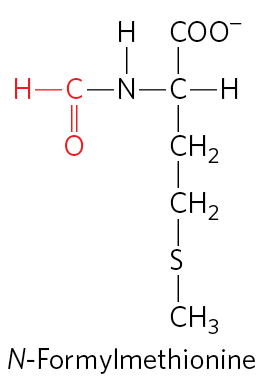 H COO⁻
H—C—N—C—H
O CH₂
CH₂
S
CH₃
N-Formylmethionine